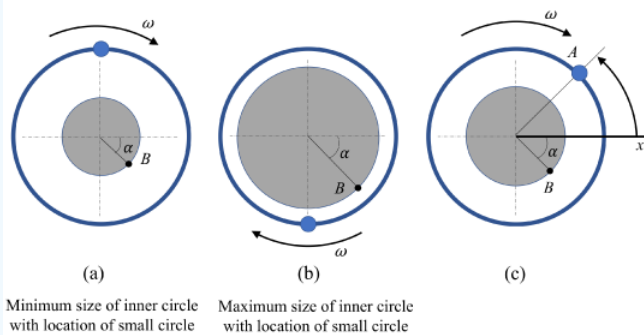 ω
α
B
(a)
Minimum size of inner circle
with location of small circle
α
B
ω
(b)
Maximum size of inner circle
with location of small circle
ω
A
α
B
x
(c)